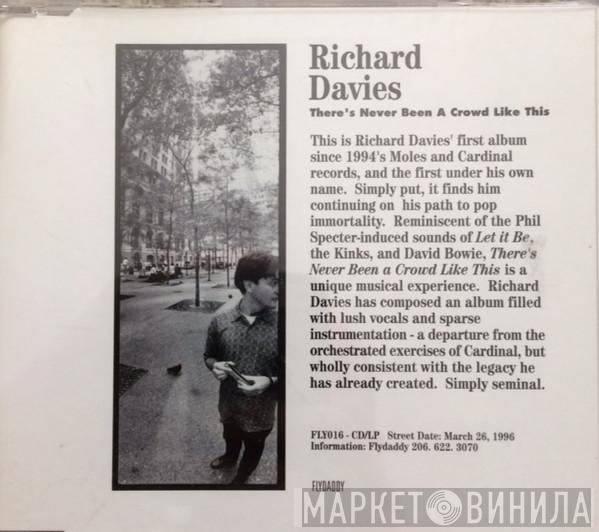 Richard
Davies
There's Never Been A Crowd Like This
This is Richard Davies' first album
since 1994's Moles and Cardinal
records, and the first under his own
name. Simply put, it finds him
continuing on his path to pop
immortality. Reminiscent of the Phil
Specter-induced sounds of Let it Be,
the Kinks, and David Bowie, There's
Never Been a Crowd Like This is a
unique musical experience. Richard
Davies has composed an album filled
with lush vocals and sparse
instrumentation - a departure from the
orchestrated exercises of Cardinal, but
wholly consistent with the legacy he
has already created. Simply seminal.
FLY016 - CD/LP Street Date: March 26, 1996
Information: Flydaddy 206. 622. 3070
FLYDADDY
МАРКЕТ ВИНИЛА